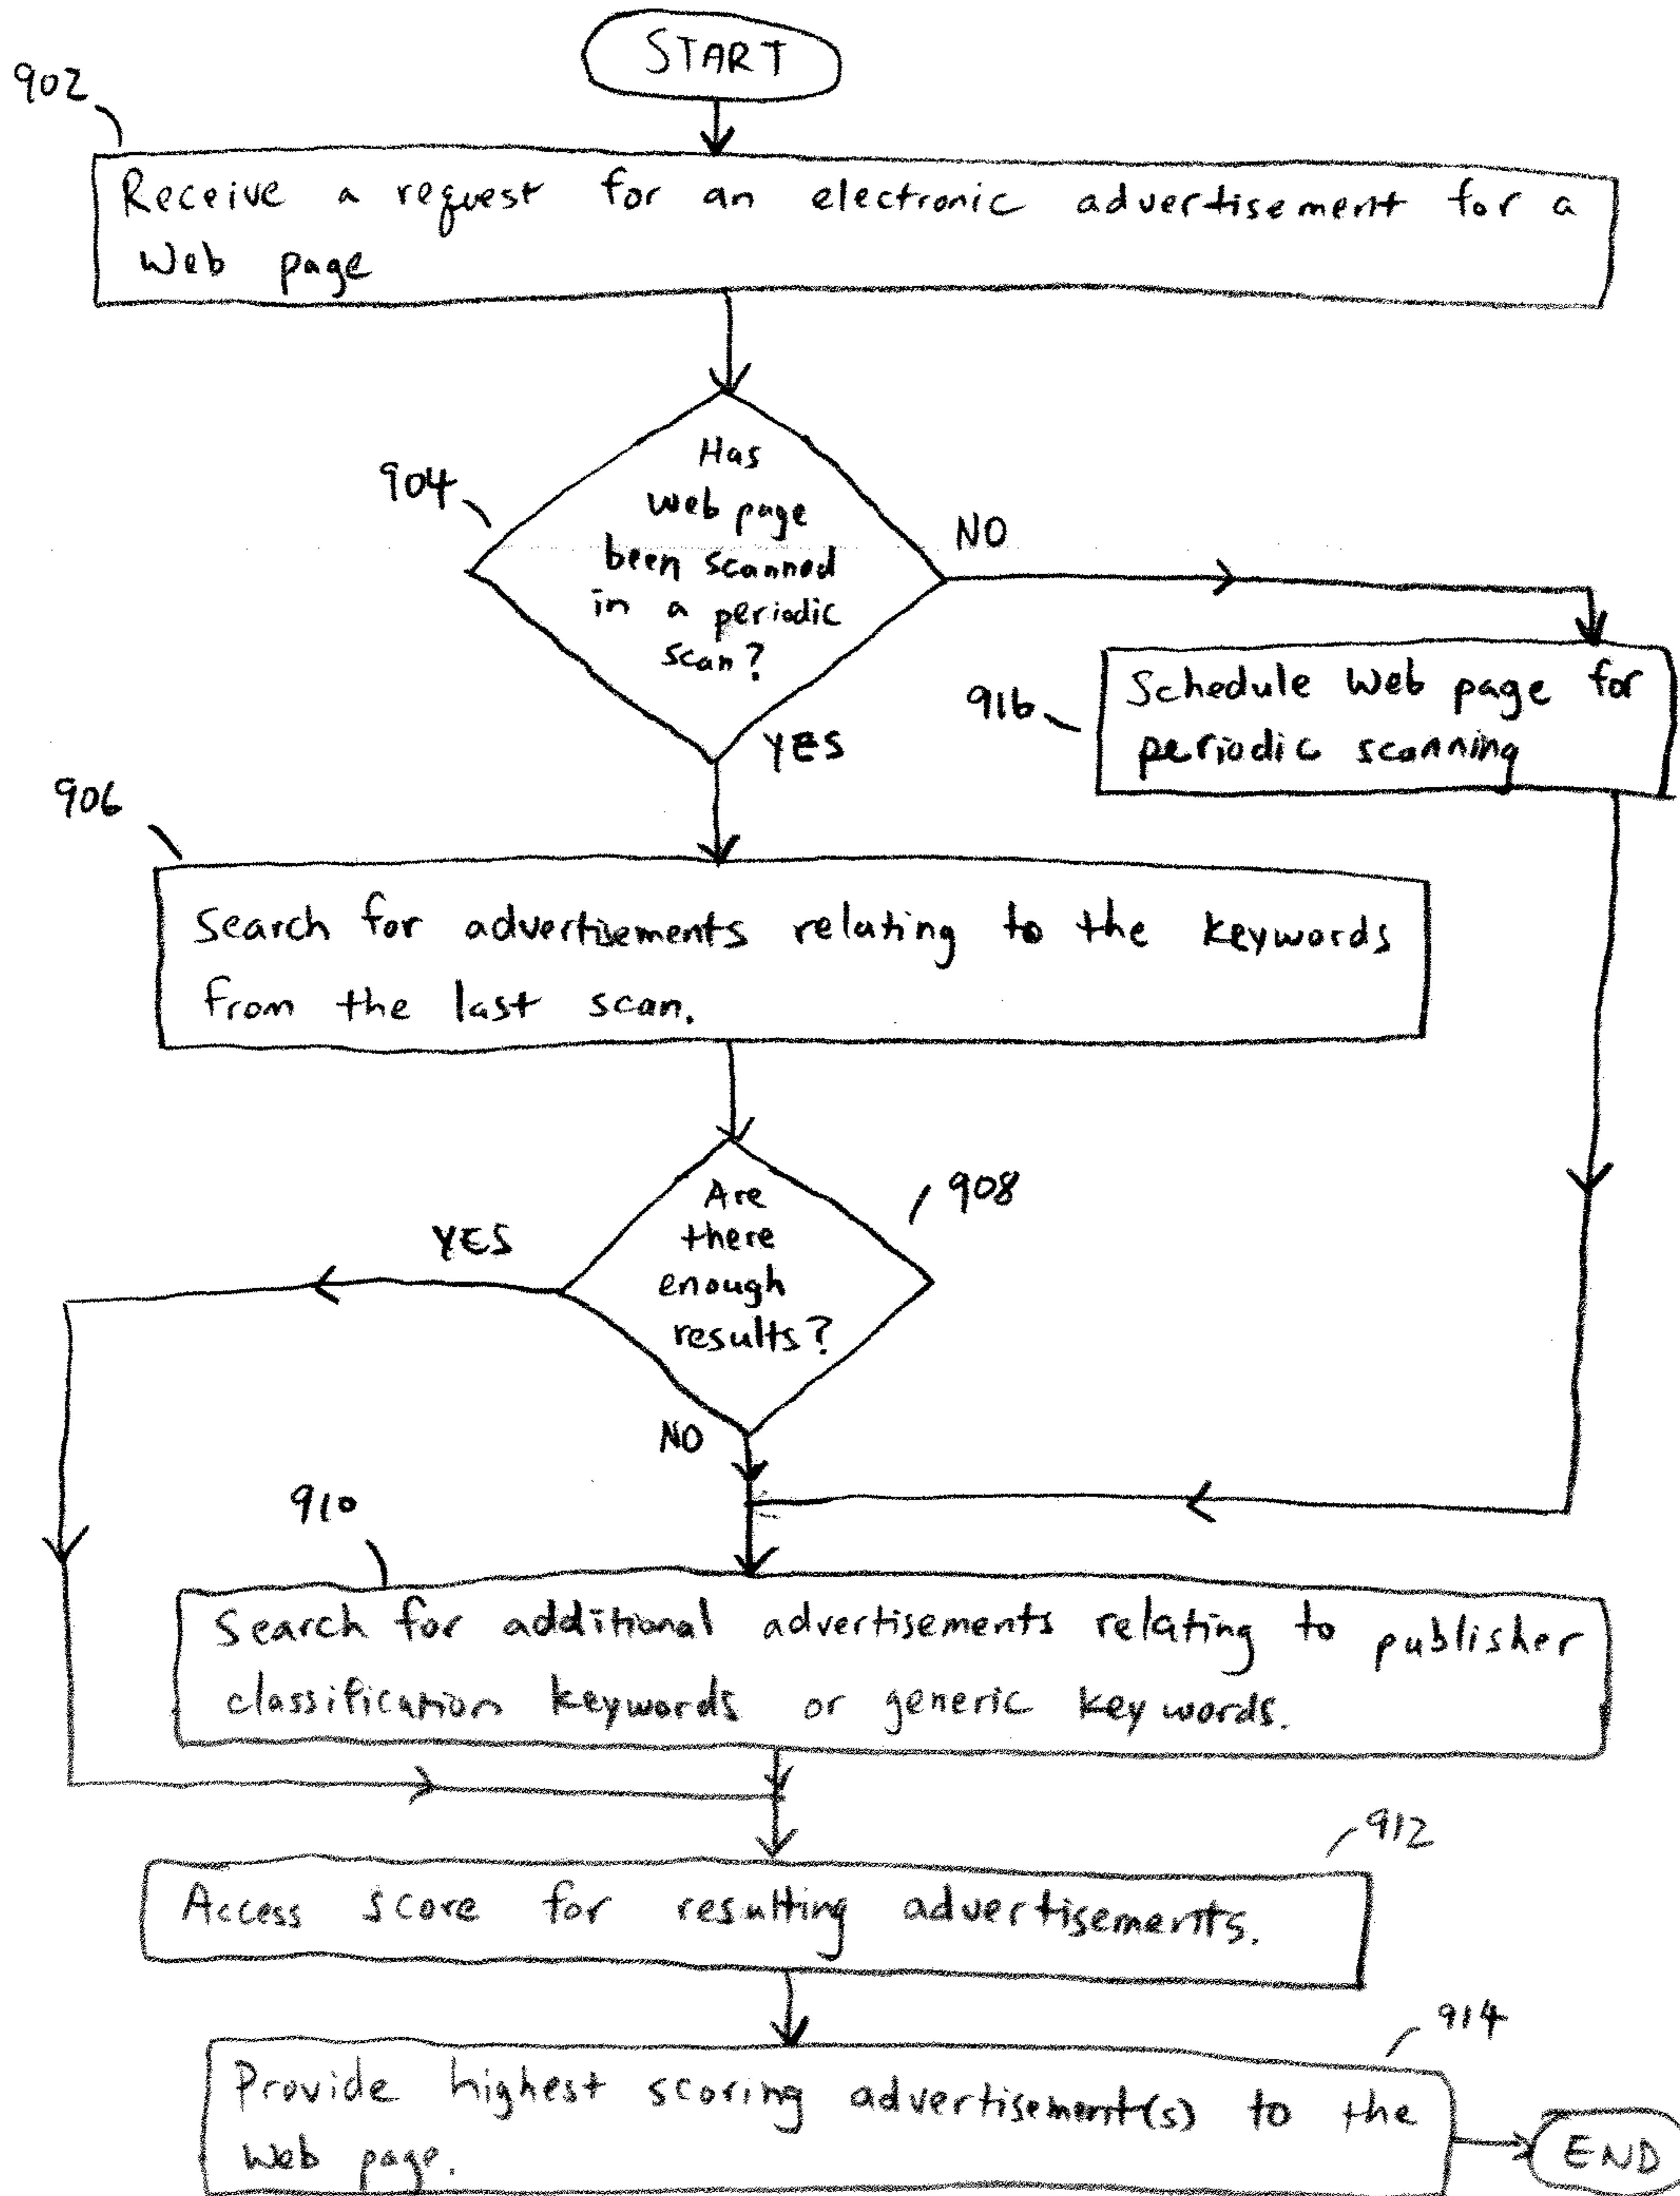 START
902
Receive a request for an electronic advertisement for a
Web page
904
Has
web page
been scanned
in a periodic
scan?
NO
YES
916
Schedule Web page for
periodic scanning
906
Search for advertisements relating to the keywords
from the last scan.
Are
there
enough
results?
908
YES
NO
910
Search for additional advertisements relating to publisher
classification keywords or generic key words.
912
Access score for resulting advertisements.
914
Provide highest scoring advertisement(s) to the
Web page.
END